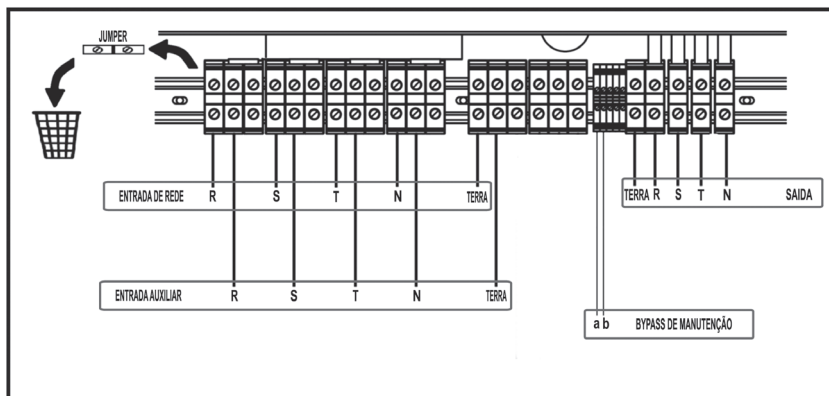 JUMPER
ENTRADA DE REDE R S T N TERRA
TERRA R S T N SAIDA
ENTRADA AUXILIAR R S T N TERRA
a b BYPASS DE MANUTENÇÃO